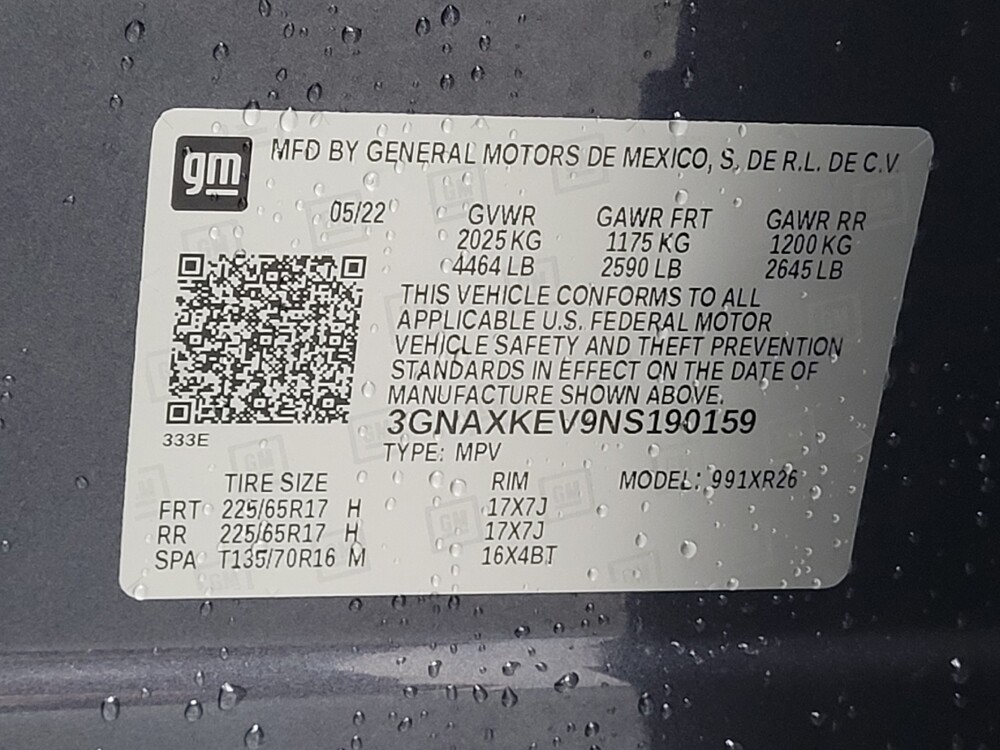 gm MFD BY GENERAL MOTORS DE MEXICO, S. DE R.L. DE C.V.
05/22 GVWR GAWR FRT GAWR RR
2025 KG 1175 KG 1200 KG
4464 LB 2590 LB 2645 LB
THIS VEHICLE CONFORMS TO ALL
APPLICABLE U.S. FEDERAL MOTOR
VEHICLE SAFETY AND THEFT PREVENTION
STANDARDS IN EFFECT ON THE DATE OF
MANUFACTURE SHOWN ABOVE.
3GNAXKEV9NS190159
333E
TYPE: MPV
TIRE SIZE RIM MODEL: 991XR26
FRT 225/65R17 H 17X7J
RR 225/65R17 H 17X7J
SPA T135/70R16 M 16X4BT